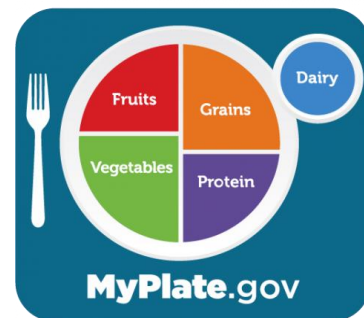 Dairy
Fruits
Grains
Vegetables
Protein
MyPlate.gov